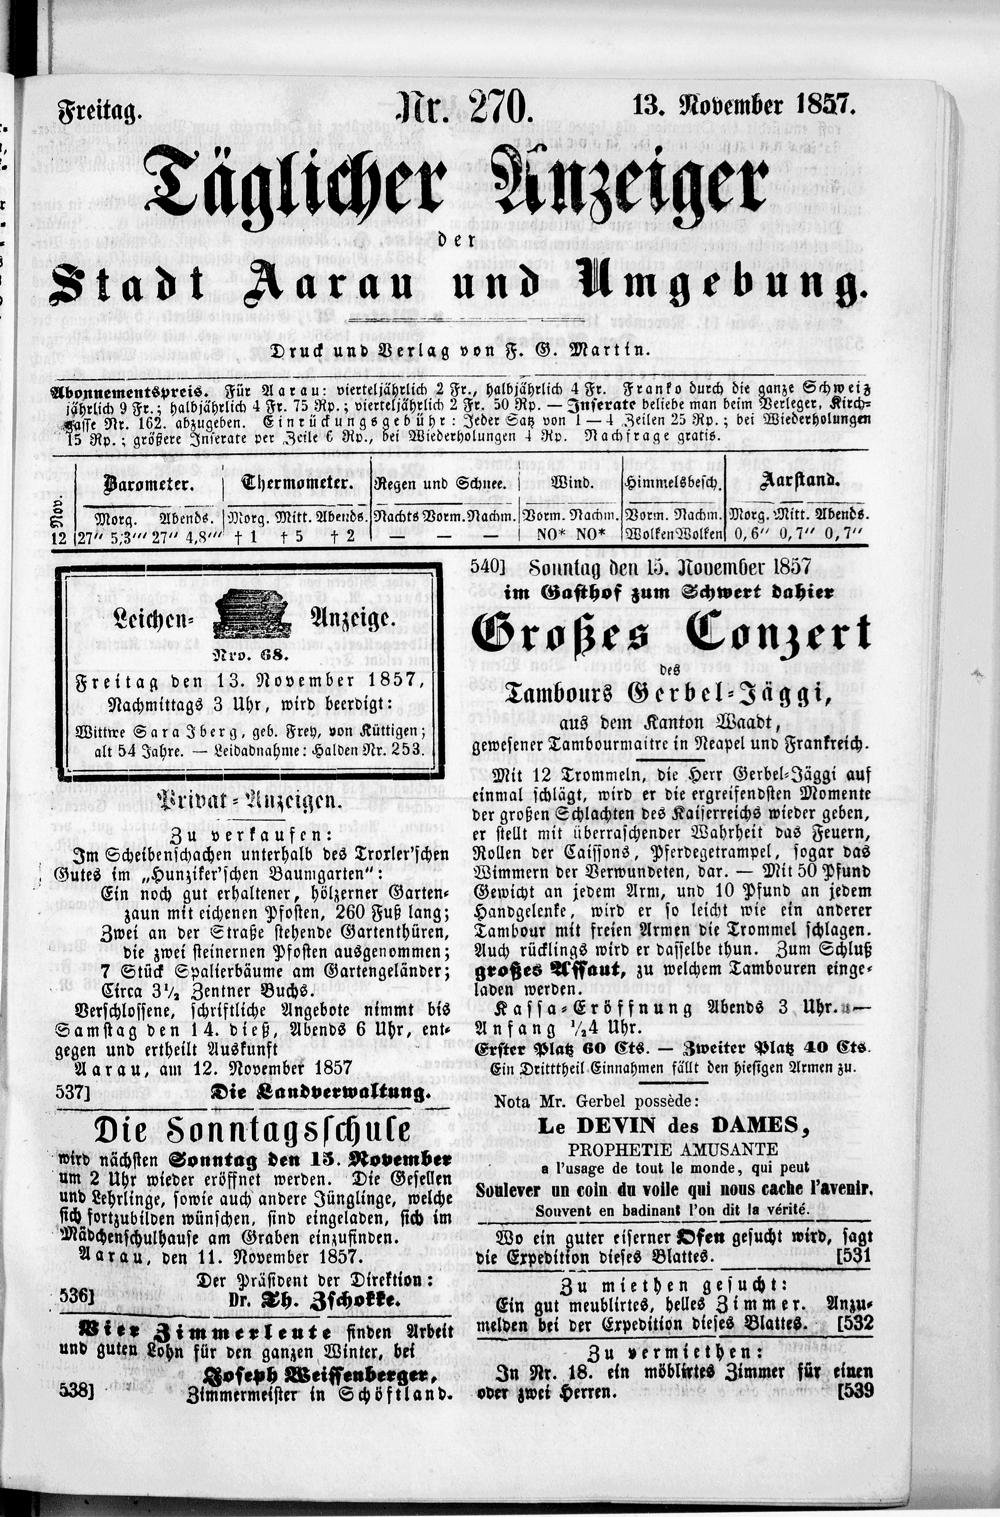 Freitag. Nr. 270. 13. November 1857.
Täglicher Anzeiger
der
Stadt Aarau und Umgebung.
Druck und Verlag von F. G. Martin.
Abonnementspreis. Für Aarau: vierteljährlich 2 Fr., halbjährlich 4 Fr. Franko durch die ganze Schweiz
jährlich 9 Fr.; halbjährlich 4 Fr. 75 Rp.; vierteljährlich 2 Fr. 50 Rp. — Inserate beliebe man beim Verleger, Kirch-
gasse Nr. 162. abzugeben. Einrückungsgebühr: Jeder Satz von 1—4 Zeilen 25 Rp.; bei Wiederholungen
15 Rp.; größere Inserate per Zeile 6 Rp., bei Wiederholungen 4 Rp. Nachfrage gratis.
Nov. Barometer. Thermometer. Regen und Schnee. Wind. Himmelsbesch. Aarstand.
Morg. Abends. Morg. Mitt. Abends. Nachts Vorm. Nachm. Vorm. Nachm. Vorm. Nachm. Morg. Mitt. Abends.
12 27'' 5,3''' 27'' 4,8''' † 1 † 5 † 2 — — — NO* NO* Wolken Wolken 0,6'' 0,7'' 0,7''
Leichen- Anzeige.
Nro. 68.
Freitag den 13. November 1857,
Nachmittags 3 Uhr, wird beerdigt:
Wittwe Sara Iberg, geb. Frey, von Küttigen;
alt 54 Jahre. — Leidadnahme: Halden Nr. 253.
Privat-Anzeigen.
Zu verkaufen:
Im Scheibenschachen unterhalb des Troxler'schen
Gutes im „Hunziker'schen Baumgarten":
Ein noch gut erhaltener, hölzerner Garten-
zaun mit eichenen Pfosten, 260 Fuß lang;
Zwei an der Straße stehende Gartenthüren,
die zwei steinernen Pfosten ausgenommen;
7 Stück Spalierbäume am Gartengeländer;
Circa 3½ Zentner Buchs.
Verschlossene, schriftliche Angebote nimmt bis
Samstag den 14. dieß, Abends 6 Uhr, ent-
gegen und ertheilt Auskunft
Aarau, am 12. November 1857
537] Die Landverwaltung.
Die Sonntagsschule
wird nächsten Sonntag den 15. November
um 2 Uhr wieder eröffnet werden. Die Gesellen
und Lehrlinge, sowie auch andere Jünglinge, welche
sich fortzubilden wünschen, sind eingeladen, sich im
Mädchenschulhause am Graben einzufinden.
Aarau, den 11. November 1857.
Der Präsident der Direktion:
536] Dr. Th. Zschokke.
Vier Zimmerleute finden Arbeit
und guten Lohn für den ganzen Winter, bei
Joseph Weissenberger,
538] Zimmermeister in Schöftland.
540] Sonntag den 15. November 1857
im Gasthof zum Schwert dahier
Großes Conzert
des
Tambours Gerbel-Jäggi,
aus dem Kanton Waadt,
gewesener Tambourmaitre in Neapel und Frankreich.
Mit 12 Trommeln, die Herr Gerbel-Jäggi auf
einmal schlägt, wird er die ergreifendsten Momente
der großen Schlachten des Kaiserreichs wieder geben,
er stellt mit überraschender Wahrheit das Feuern,
Rollen der Caissons, Pferdegetrampel, sogar das
Wimmern der Verwundeten, dar. — Mit 50 Pfund
Gewicht an jedem Arm, und 10 Pfund an jedem
Handgelenke, wird er so leicht wie ein anderer
Tambour mit freien Armen die Trommel schlagen.
Auch rücklings wird er dasselbe thun. Zum Schluß
großes Assaut, zu welchem Tambouren einge-
laden werden.
Kassa-Eröffnung Abends 3 Uhr. —
Anfang ½4 Uhr.
Erster Platz 60 Cts. — Zweiter Platz 40 Cts.
Ein Dritttheil Einnahmen fällt den hiesigen Armen zu.
Nota Mr. Gerbel possède:
Le DEVIN des DAMES,
PROPHETIE AMUSANTE
a l'usage de tout le monde, qui peut
Soulever un coin du voile qui nous cache l'avenir.
Souvent en badinant l'on dit la vérité.
Wo ein guter eiserner Ofen gesucht wird, sagt
die Expedition dieses Blattes. [531
Zu miethen gesucht:
Ein gut meublirtes, helles Zimmer. Anzu-
melden bei der Expedition dieses Blattes. [532
Zu vermiethen:
In Nr. 18. ein möblirtes Zimmer für einen
oder zwei Herren. [539